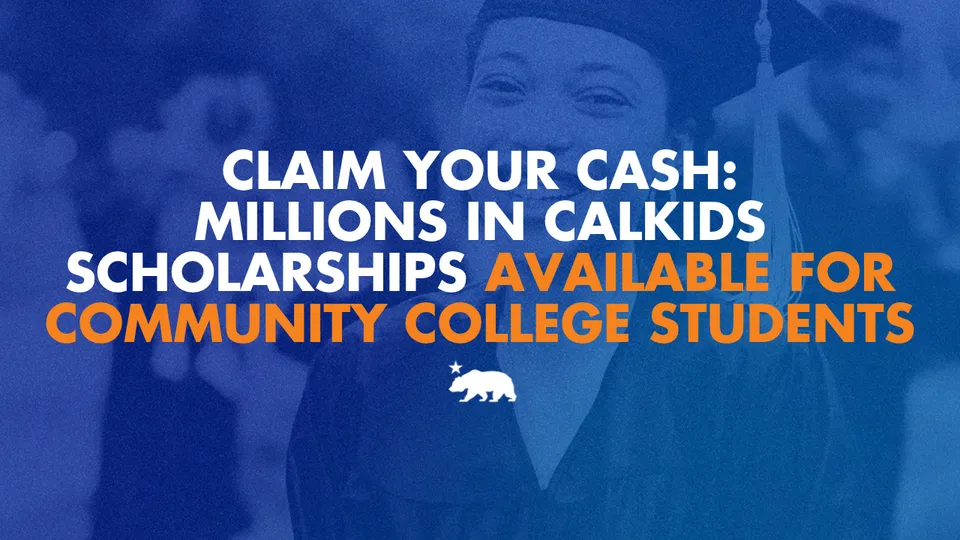 CLAIM YOUR CASH:
MILLIONS IN CALKIDS
SCHOLARSHIPS AVAILABLE FOR
COMMUNITY COLLEGE STUDENTS